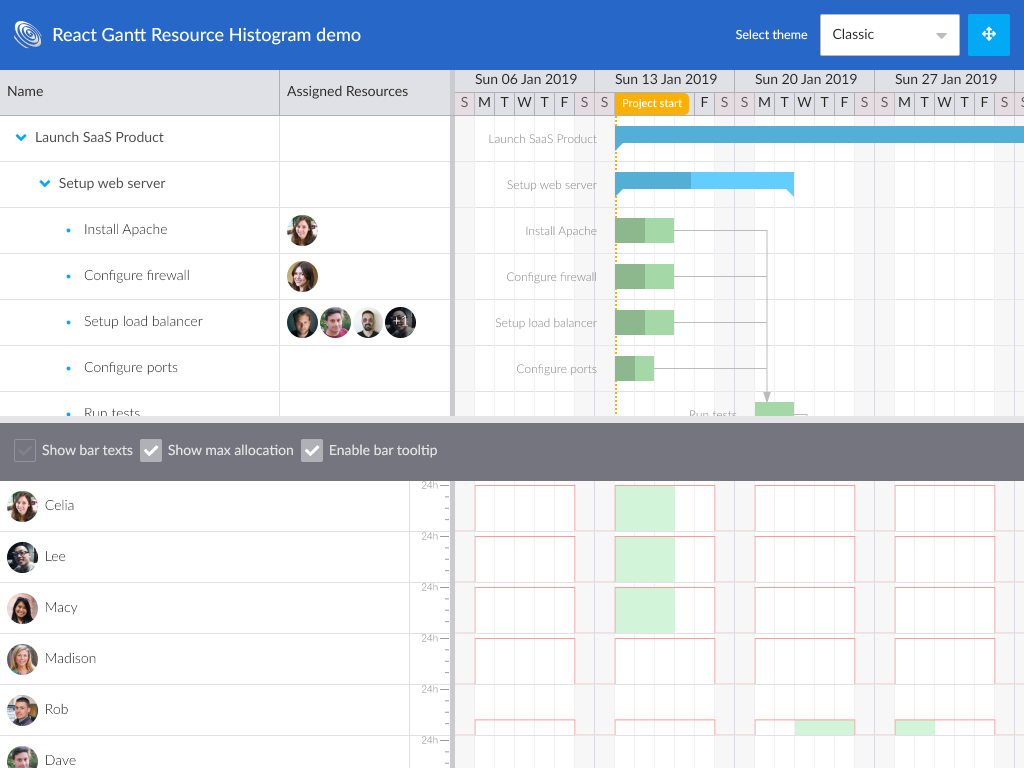 React Gantt Resource Histogram demo
Select theme
Classic
Name
Assigned Resources
Sun 06 Jan 2019
Sun 13 Jan 2019
Sun 20 Jan 2019
Sun 27 Jan 2019
S M T W T F S S Project start F S S M T W T F S S M T W T F S S
Launch SaaS Product
Launch SaaS Product
Setup web server
Setup web server
Install Apache
Install Apache
Configure firewall
Configure firewall
Setup load balancer
+1
Setup load balancer
Configure ports
Configure ports
Run tests
Run tests
Show bar texts
Show max allocation
Enable bar tooltip
Celia
24h
Lee
24h
Macy
24h
Madison
24h
Rob
24h
Dave
24h